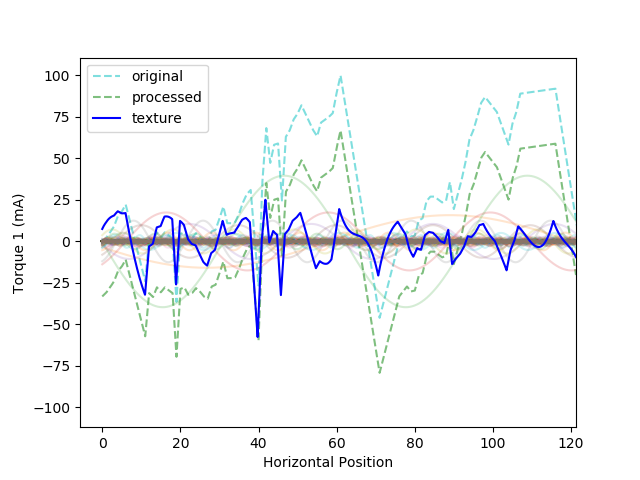 original
processed
texture
100
75
50
25
0
−25
−50
−75
−100
Torque 1 (mA)
0 20 40 60 80 100 120
Horizontal Position